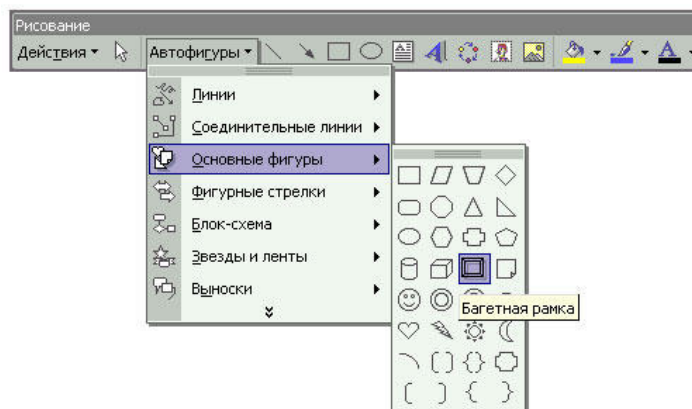 Рисование
Действия Автофигуры
Линии
Соединительные линии
Основные фигуры
Фигурные стрелки
Блок-схема
Звезды и ленты
Выноски
Багетная рамка